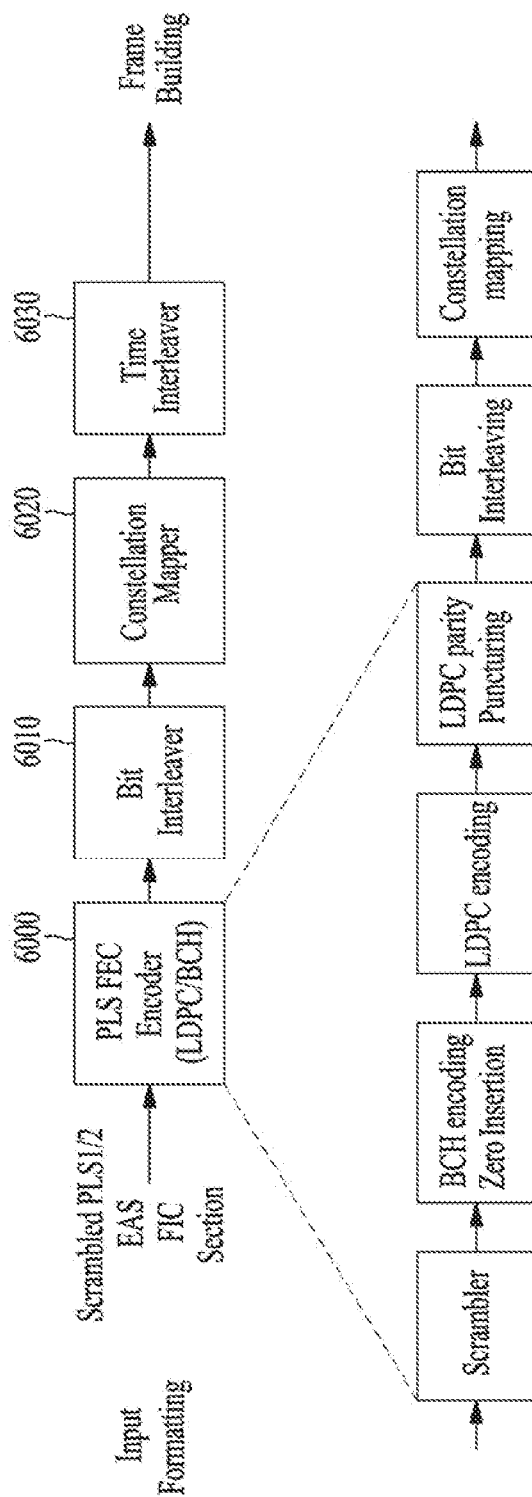 Input
Formating
Scrambled PLS1/2
EAS
FIC
Section
6000
PLS FEC
Encoder
(LDPC/BCH)
6010
Bit
Interleaver
6020
Constellation
Mapper
6030
Time
Interleaver
Frame
Building
Scrambler
BCH encoding
Zero Insertion
LDPC encoding
LDPC parity
Puncturing
Bit
Interleaving
Constellation
mapping